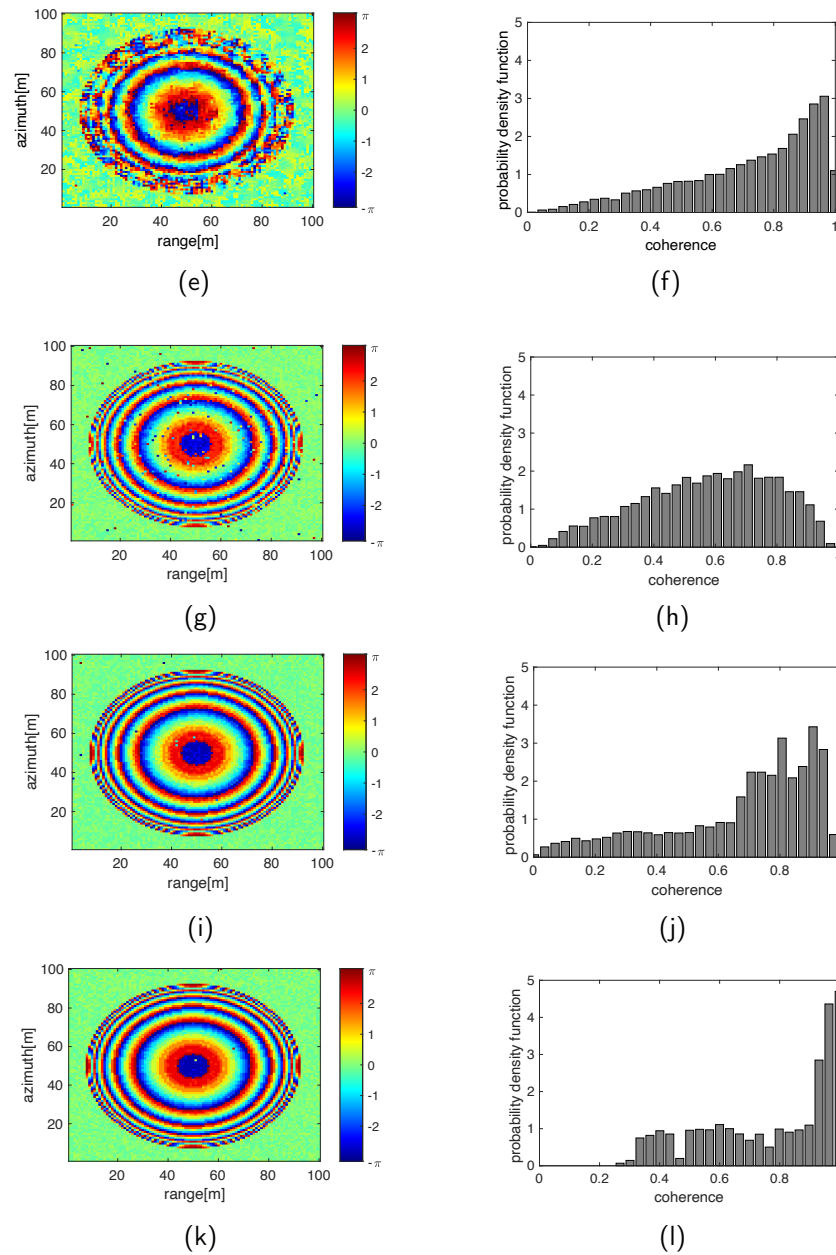 100
80
60
40
20
azimuth[m]
20 40 60 80 100
range[m]
π
2
1
0
-1
-2
-π
(e)
5
4
3
2
1
0
probability density function
0 0.2 0.4 0.6 0.8 1
coherence
(f)
100
80
60
40
20
azimuth[m]
20 40 60 80 100
range[m]
π
2
1
0
-1
-2
-π
(g)
5
4
3
2
1
0
probability density function
0 0.2 0.4 0.6 0.8
coherence
(h)
100
80
60
40
20
azimuth[m]
20 40 60 80 100
range[m]
π
2
1
0
-1
-2
-π
(i)
5
4
3
2
1
0
probability density function
0 0.2 0.4 0.6 0.8
coherence
(j)
100
80
60
40
20
azimuth[m]
20 40 60 80 100
range[m]
π
2
1
0
-1
-2
-π
(k)
5
4
3
2
1
0
probability density function
0 0.2 0.4 0.6 0.8
coherence
(l)